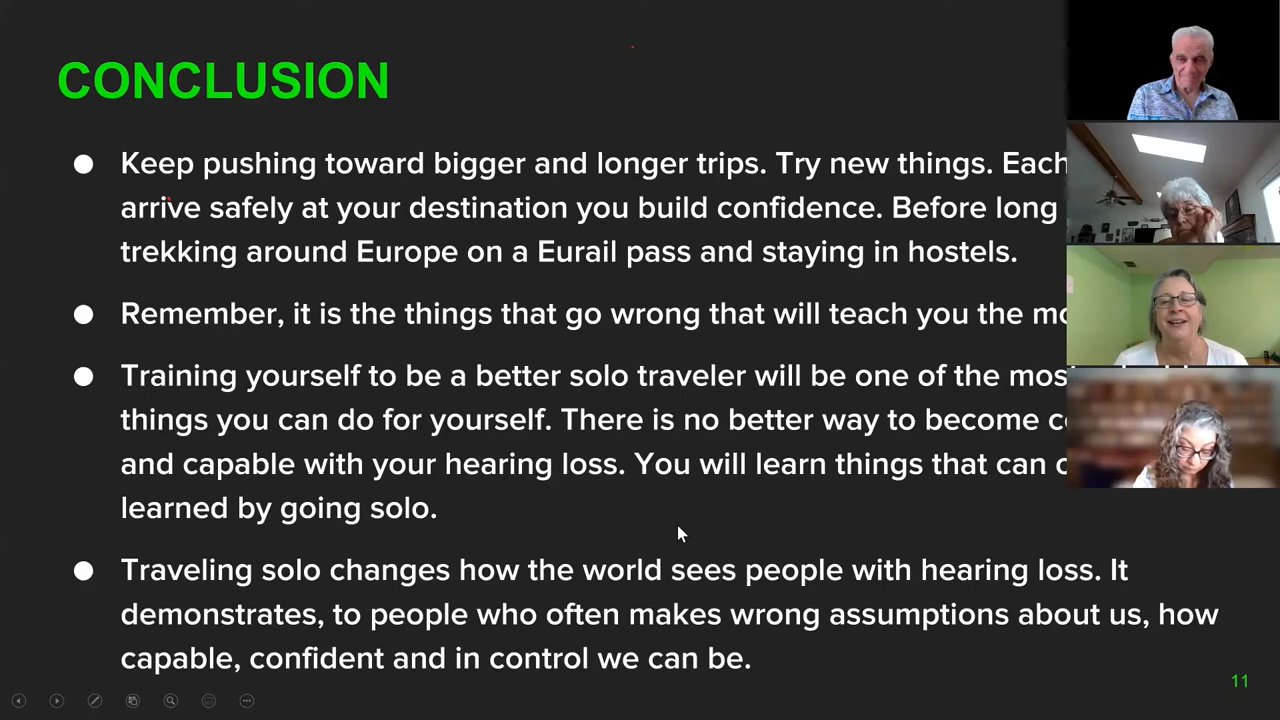 CONCLUSION
● Keep pushing toward bigger and longer trips. Try new things. Each
arrive safely at your destination you build confidence. Before long
trekking around Europe on a Eurail pass and staying in hostels.
● Remember, it is the things that go wrong that will teach you the
● Training yourself to be a better solo traveler will be one of the
things you can do for yourself. There is no better way to become
and capable with your hearing loss. You will learn things that can
learned by going solo.
● Traveling solo changes how the world sees people with hearing loss. It
demonstrates, to people who often makes wrong assumptions about us, how
capable, confident and in control we can be.
11